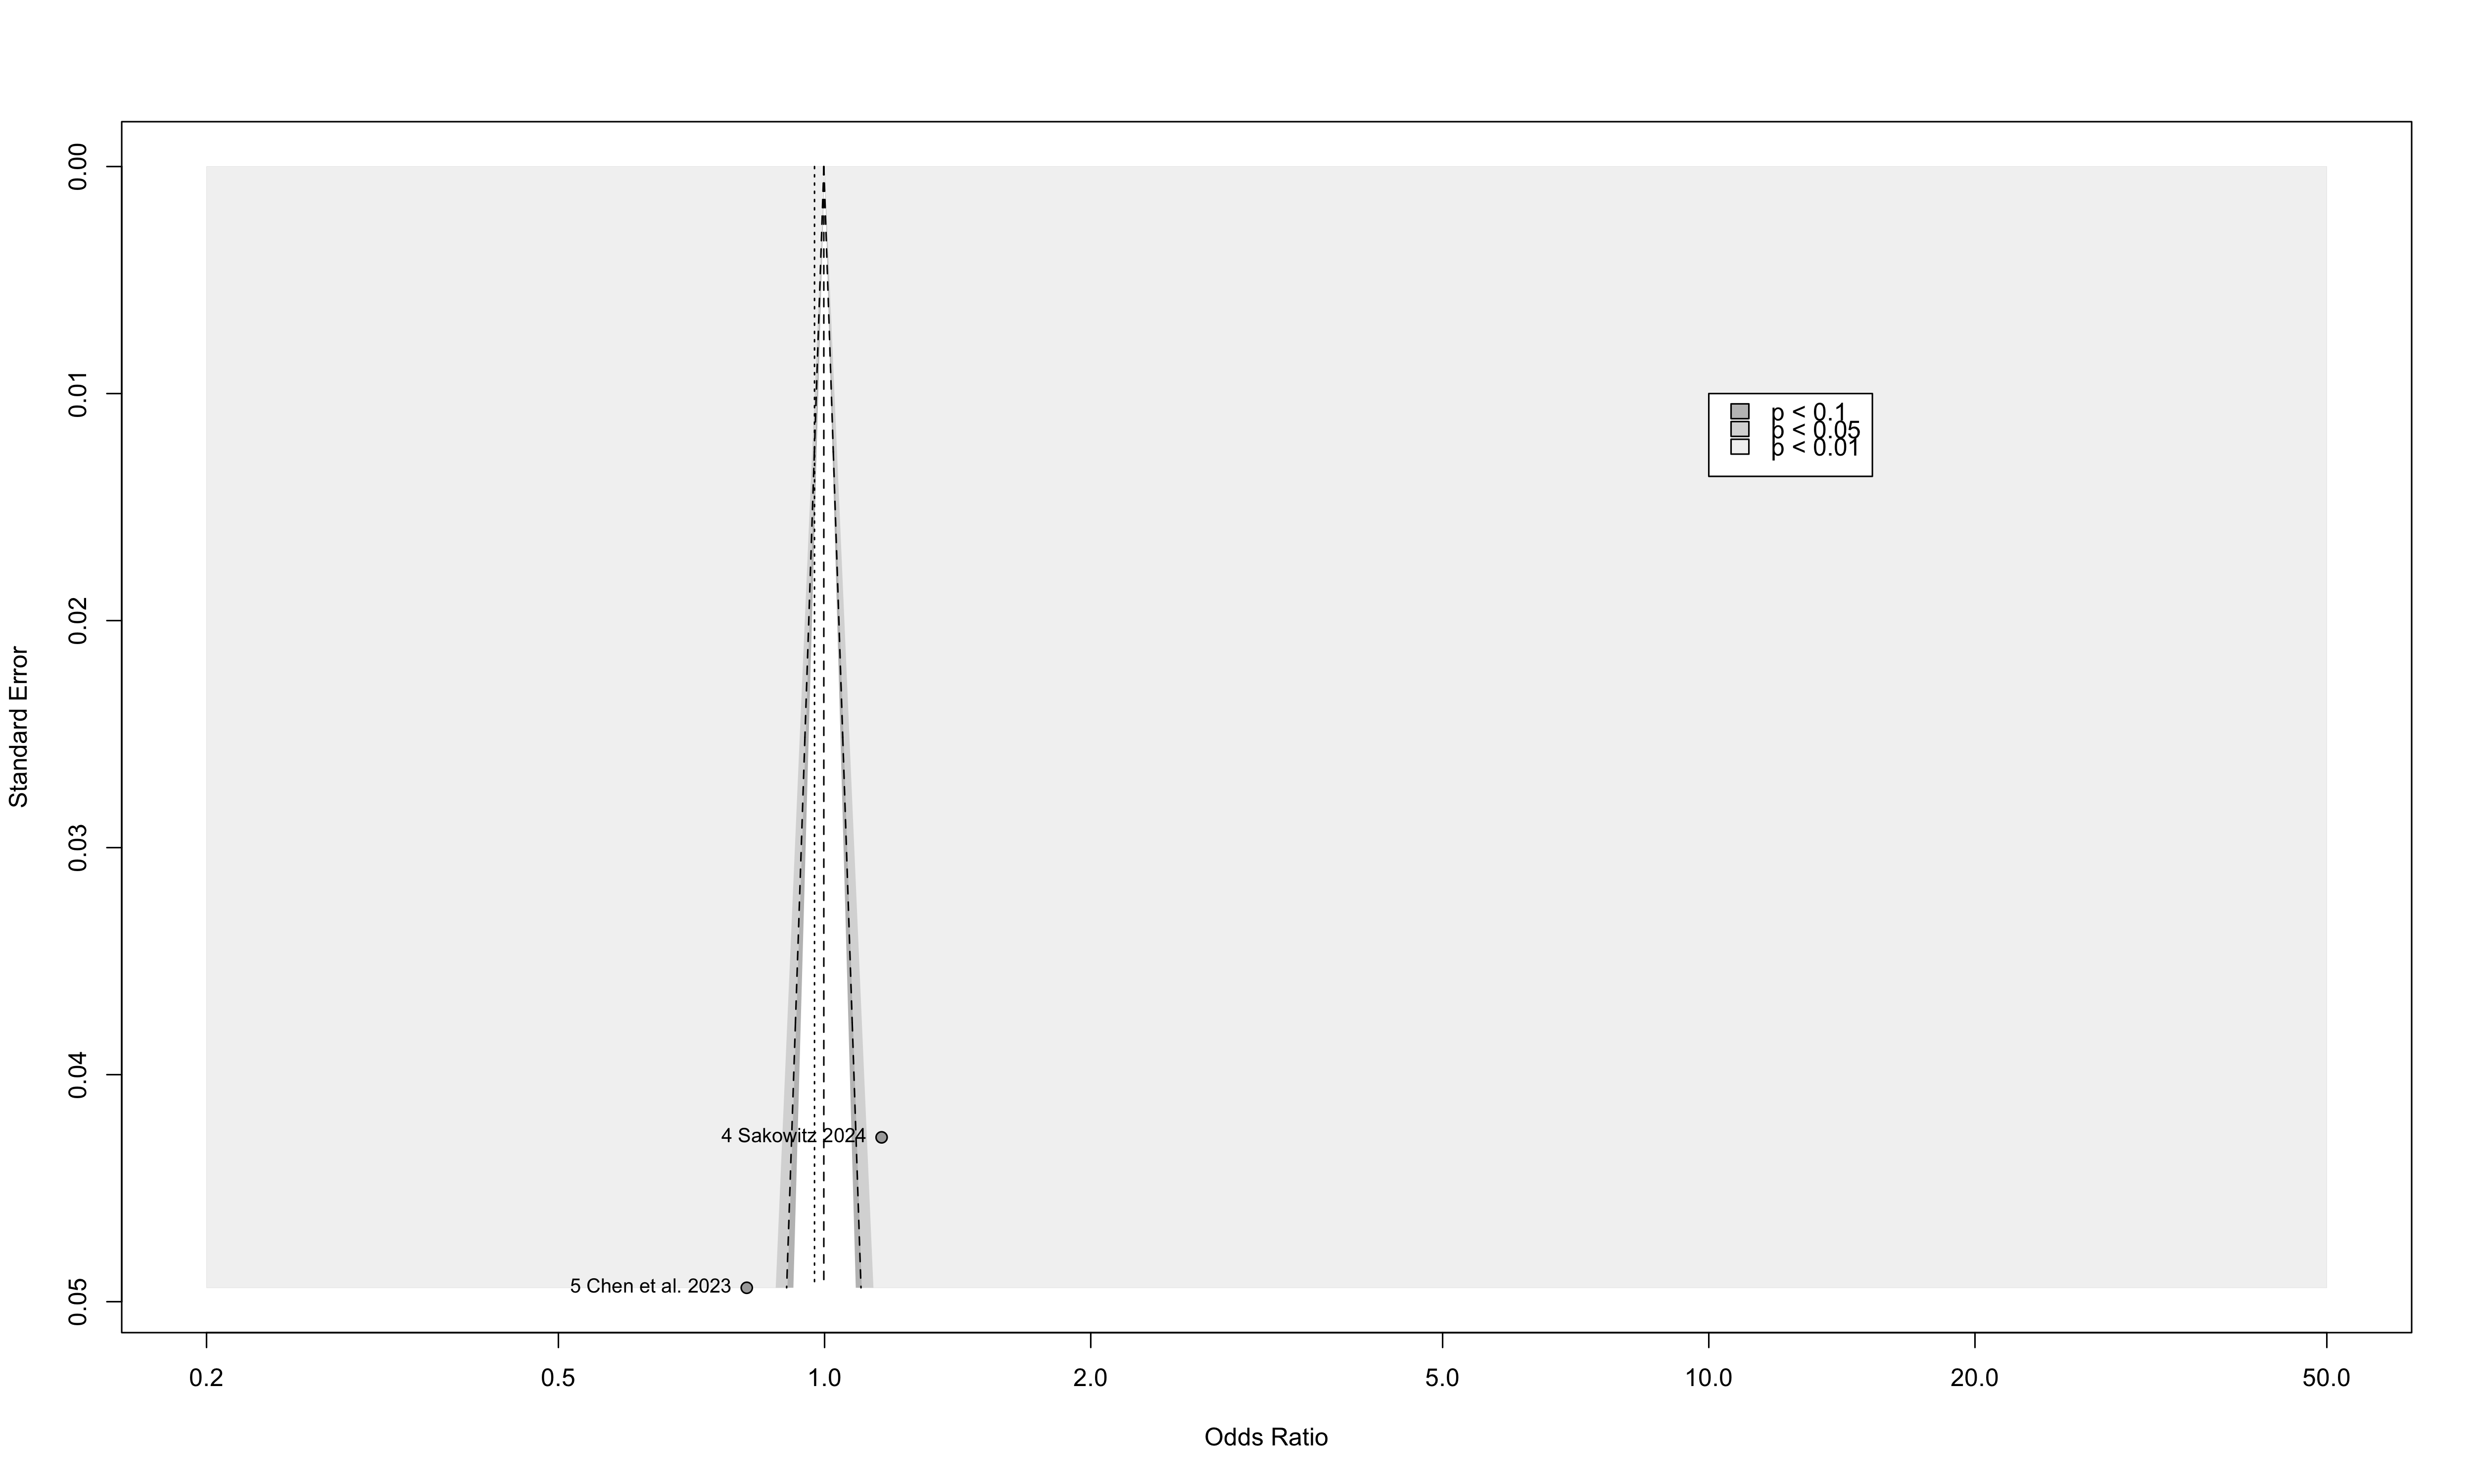 0.00
0.01
0.02
0.03
0.04
0.05
Standard Error
p < 0.1
p < 0.05
p < 0.01
4 Sakowitz 2024
5 Chen et al. 2023
0.2 0.5 1.0 2.0 5.0 10.0 20.0 50.0
Odds Ratio